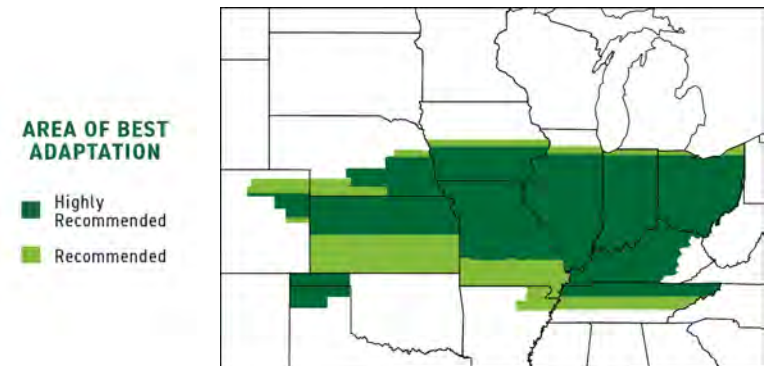 AREA OF BEST
ADAPTATION
Highly
Recommended
Recommended